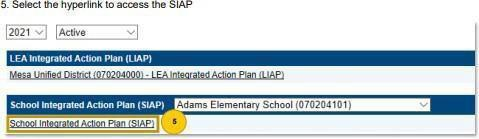 5. Select the hyperlink to access the SIAP
2021 Active
LEA Integrated Action Plan (LIAP)
Mesa Unified District (070204000) - LEA Integrated Action Plan (LIAP)
School Integrated Action Plan (SIAP) Adams Elementary School (070204101)
School Integrated Action Plan (SIAP) 5